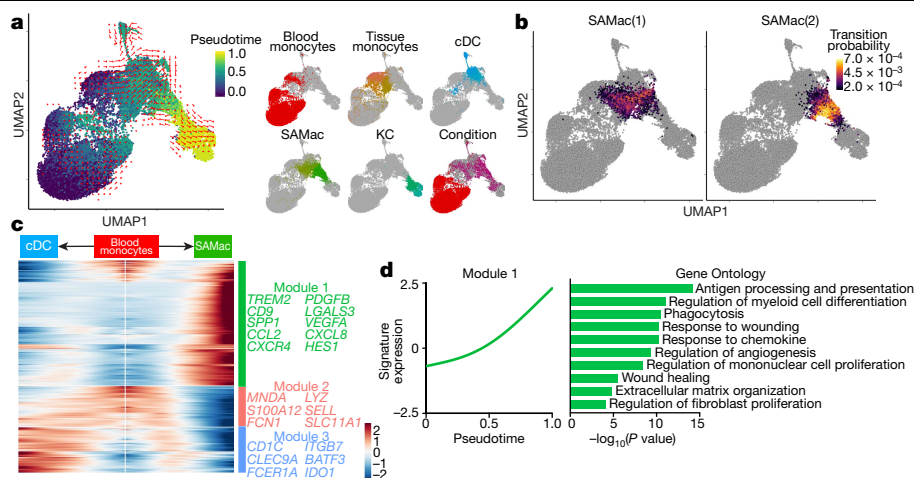 a
Pseudotime
1.0
0.5
0.0
UMAP2
UMAP1
Blood
monocytes
Tissue
monocytes
cDC
SAMac
KC
Condition
b
SAMac(1)
SAMac(2)
Transition
probability
7.0 × 10⁻⁴
4.5 × 10⁻³
2.0 × 10⁻⁴
UMAP2
UMAP1
c
cDC
Blood
monocytes
SAMac
Module 1
TREM2 PDGFB
CD9 LGALS3
SPP1 VEGFA
CCL2 CXCL8
CXCR4 HES1
Module 2
MNDA LYZ
S100A12 SELL
FCN1 SLC11A1
Module 3
CD1C ITGB7
CLEC9A BATF3
FCER1A IDO1
2
1
0
−1
−2
d
Module 1
Signature
expression
2.5
0
−2.5
0
0.5
1.0
Pseudotime
Gene Ontology
Antigen processing and presentation
Regulation of myeloid cell differentiation
Phagocytosis
Response to wounding
Response to chemokine
Regulation of angiogenesis
Regulation of mononuclear cell proliferation
Wound healing
Extracellular matrix organization
Regulation of fibroblast proliferation
0 5 10 15
−log₁₀(P value)